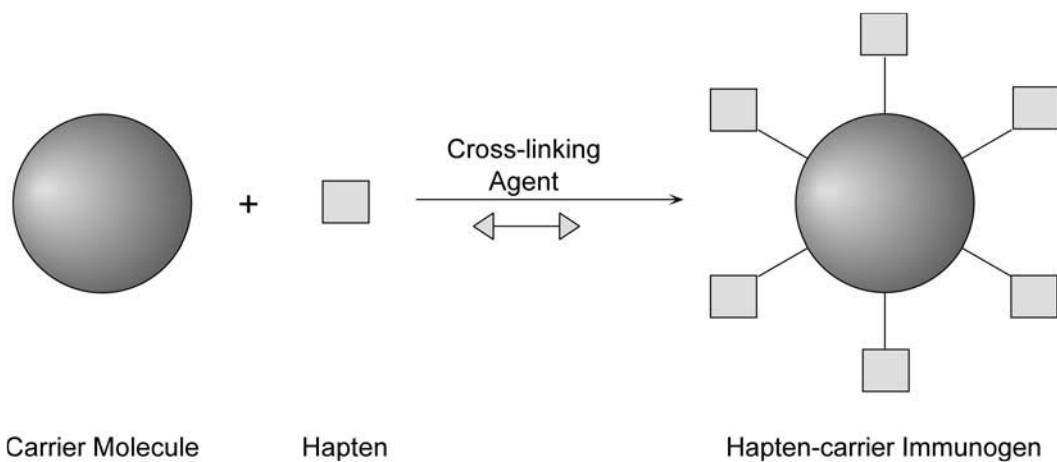 Cross-linking
Agent
+
Carrier Molecule
Hapten
Hapten-carrier Immunogen